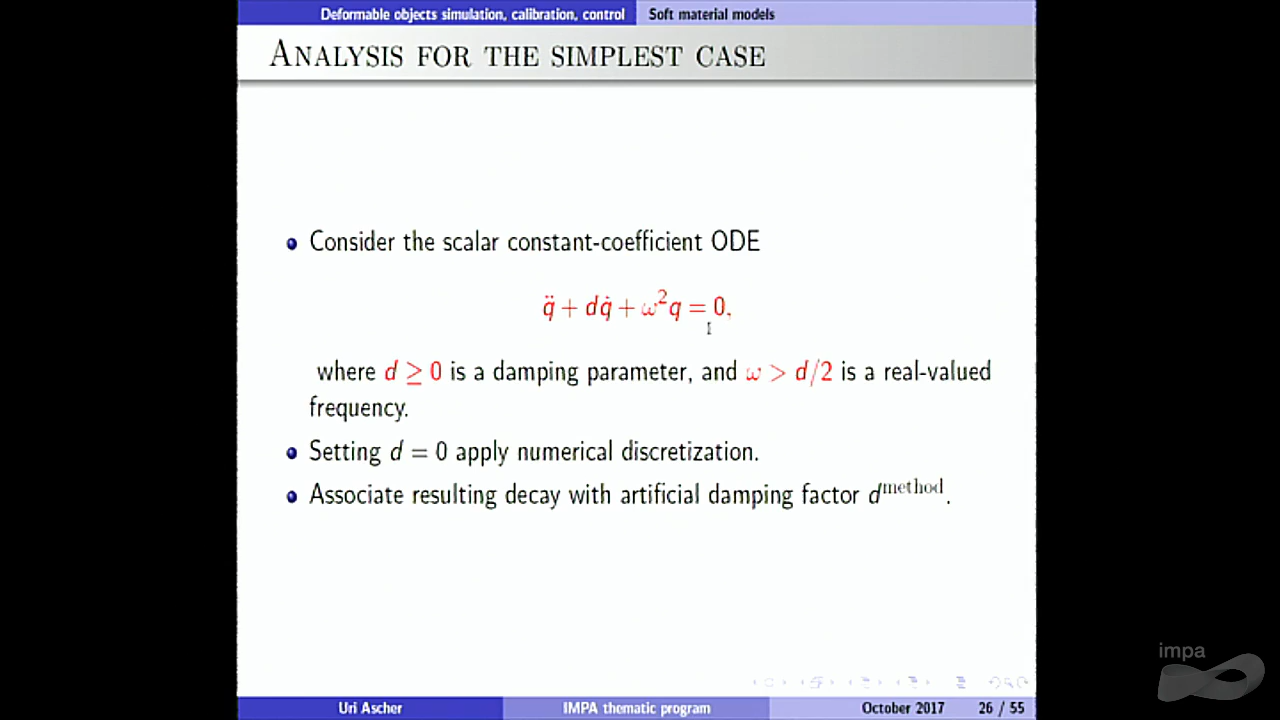 Deformable objects simulation, calibration, control Soft material models
ANALYSIS FOR THE SIMPLEST CASE
Consider the scalar constant-coefficient ODE
q̈ + dq̇ + ω²q = 0,
where d ≥ 0 is a damping parameter, and ω > d/2 is a real-valued
frequency.
Setting d = 0 apply numerical discretization.
Associate resulting decay with artificial damping factor d^method.
impa
Uri Ascher IMPA thematic program October 2017 26 / 55